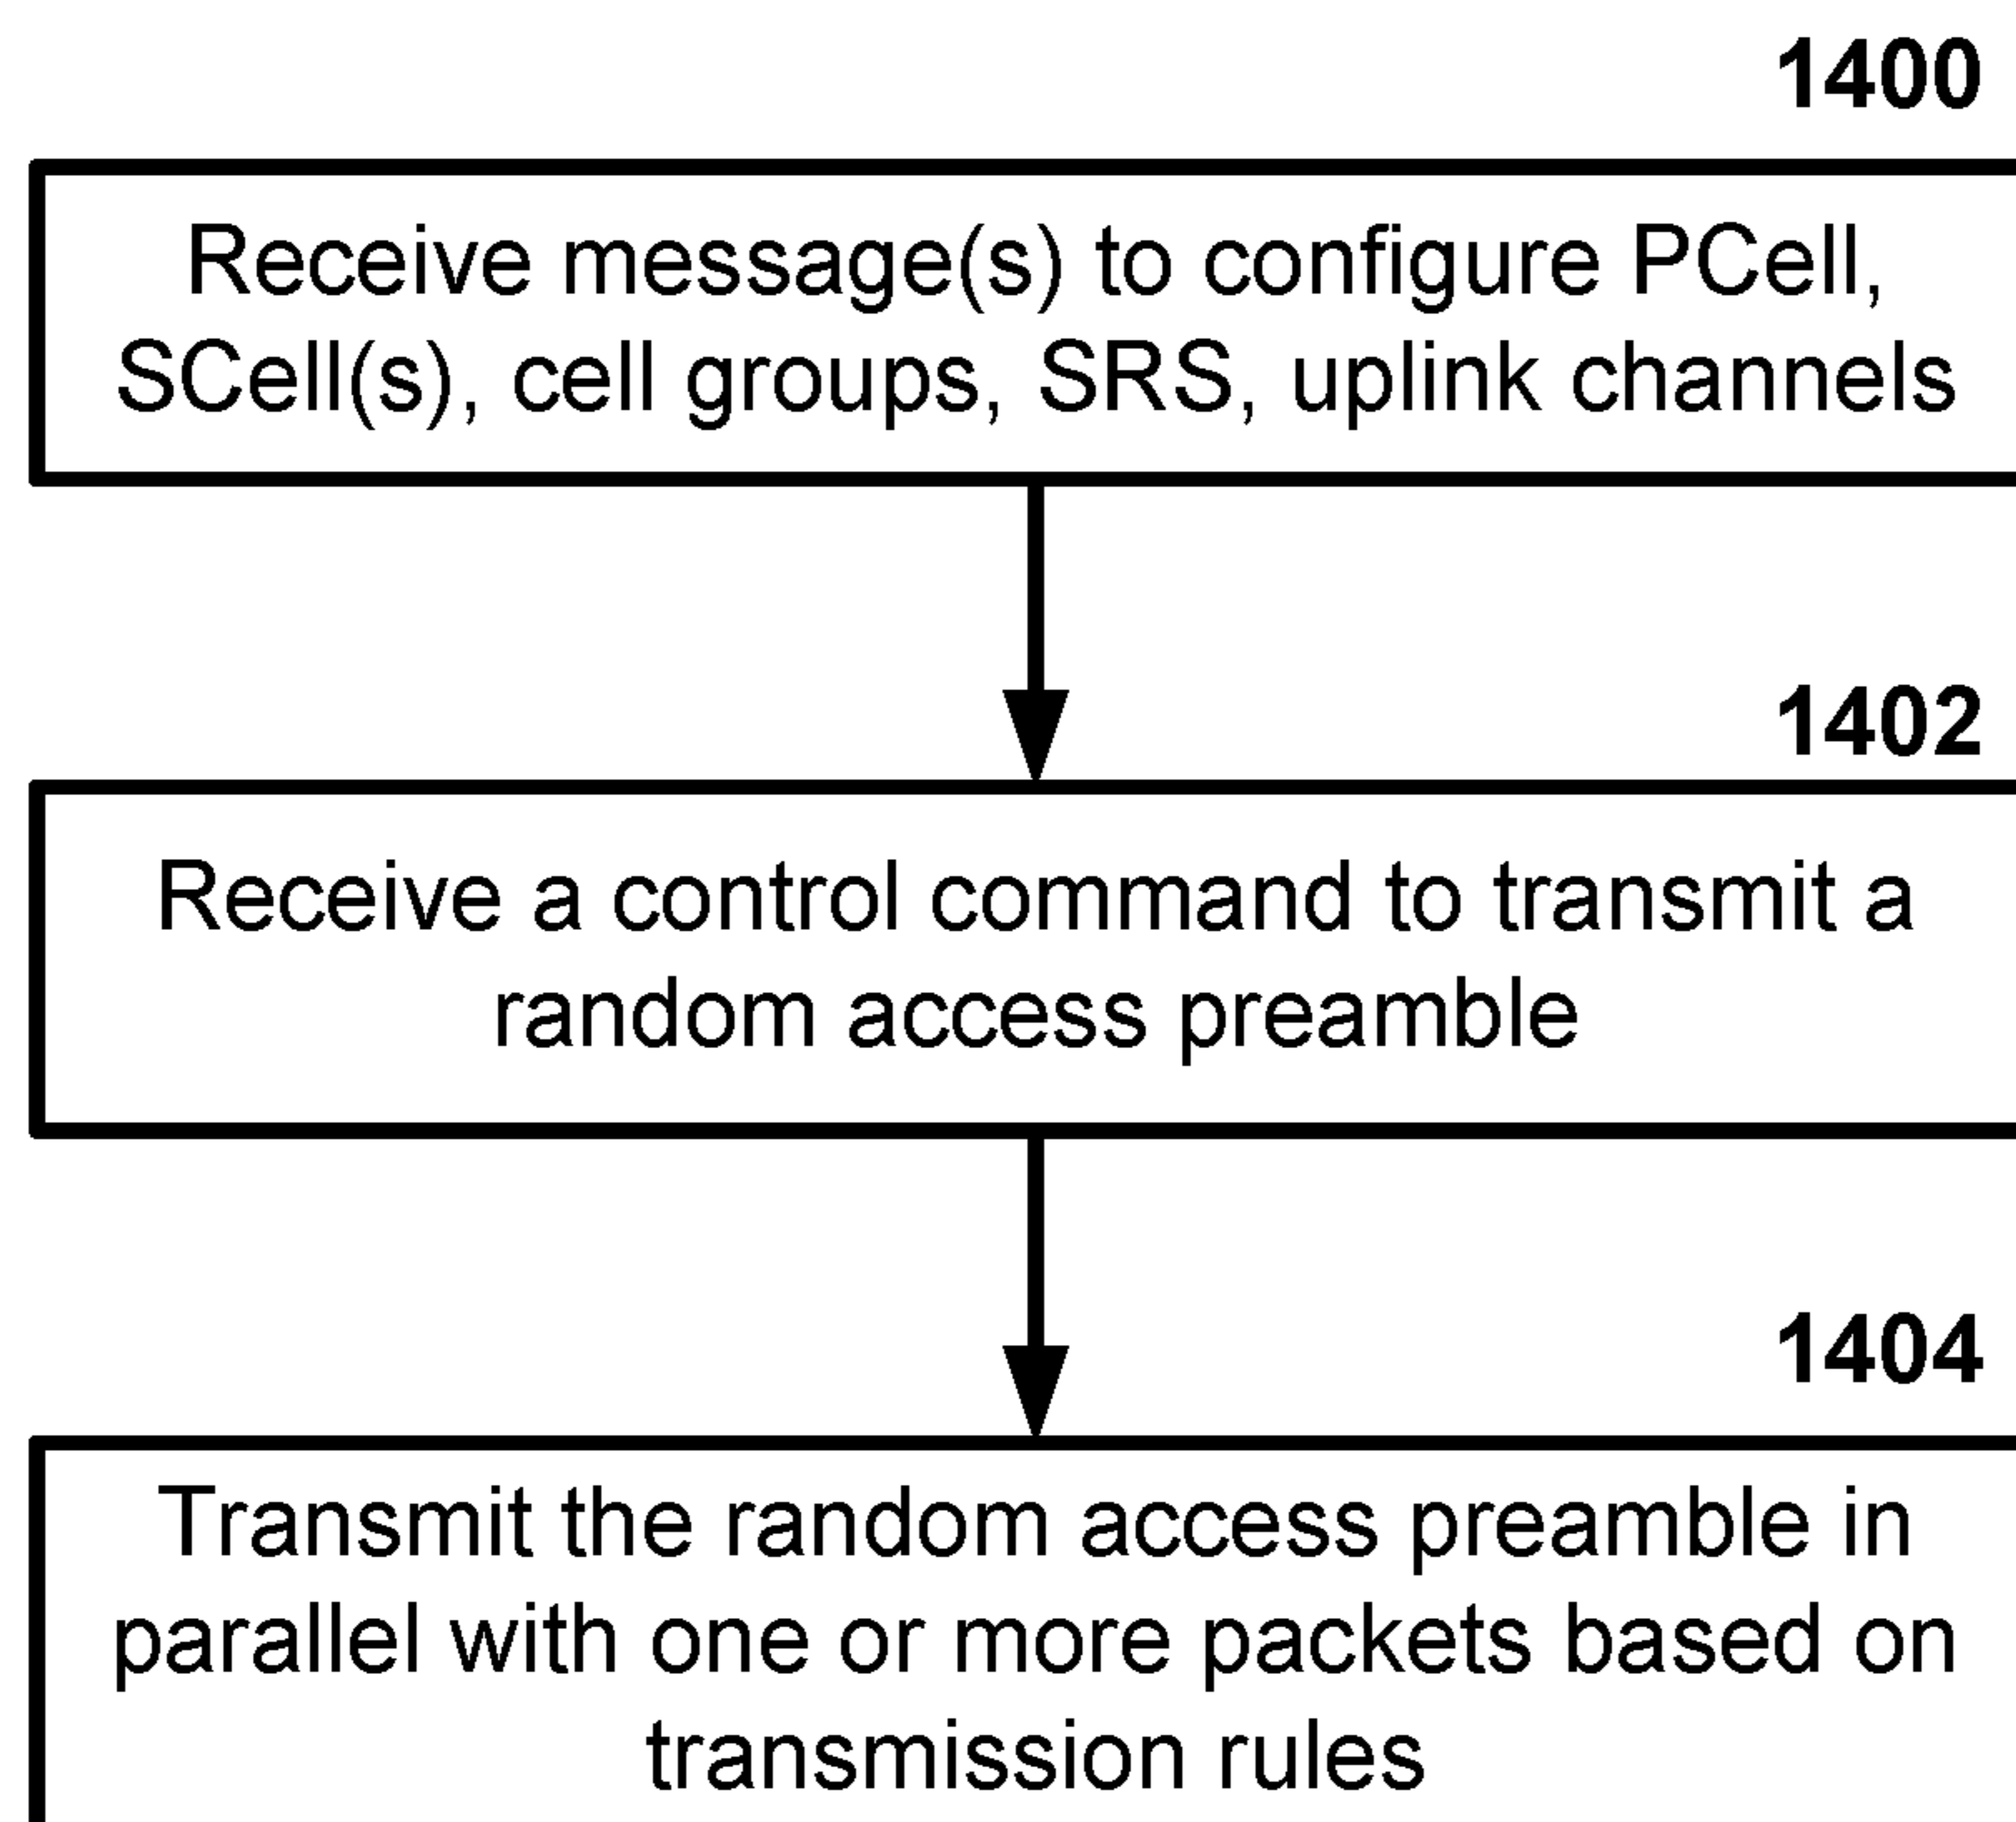 1400
Receive message(s) to configure PCell,
SCell(s), cell groups, SRS, uplink channels
1402
Receive a control command to transmit a
random access preamble
1404
Transmit the random access preamble in
parallel with one or more packets based on
transmission rules